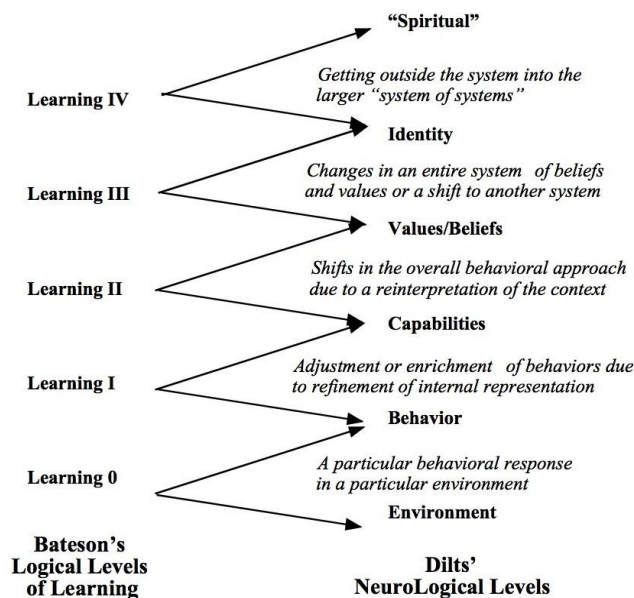 “Spiritual”
Getting outside the system into the
Learning IV
larger “system of systems”
Identity
Changes in an entire system of beliefs
Learning III
and values or a shift to another system
Values/Beliefs
Shifts in the overall behavioral approach
Learning II
due to a reinterpretation of the context
Capabilities
Adjustment or enrichment of behaviors due
Learning I
to refinement of internal representation
Behavior
A particular behavioral response
Learning 0
in a particular environment
Environment
Bateson’s
Logical Levels
of Learning
Dilts’
NeuroLogical Levels